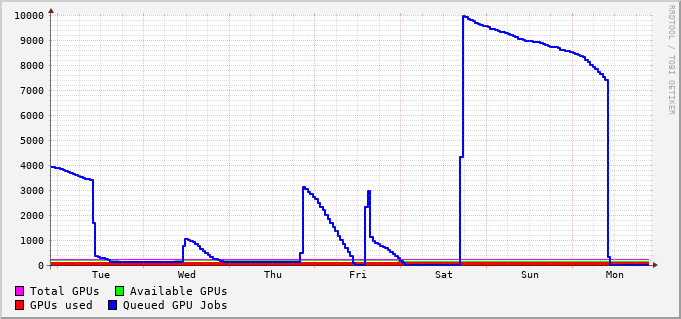 10000
9000
8000
7000
6000
5000
4000
3000
2000
1000
0
Tue Wed Thu Fri Sat Sun Mon
Total GPUs Available GPUs
GPUs used Queued GPU Jobs
RRDTOOL / TOBI OETIKER